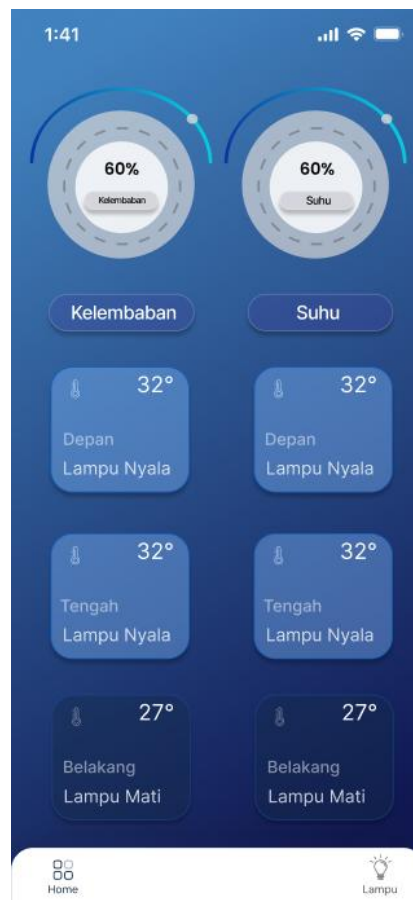 1:41
60%
Kelembaban
60%
Suhu
Kelembaban
Suhu
32°
Depan
Lampu Nyala
32°
Depan
Lampu Nyala
32°
Tengah
Lampu Nyala
32°
Tengah
Lampu Nyala
27°
Belakang
Lampu Mati
27°
Belakang
Lampu Mati
Home
Lampu